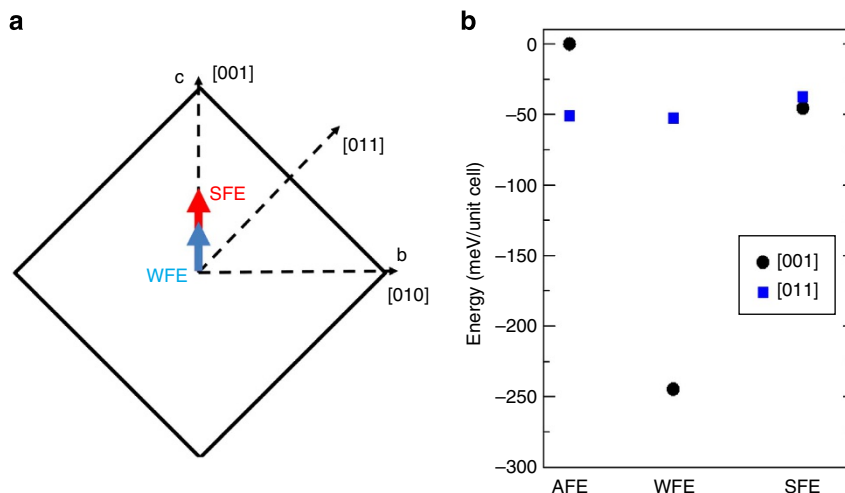 a
c
[001]
[011]
SFE
WFE
b
[010]
b
Energy (meV/unit cell)
0
−50
−100
−150
−200
−250
−300
[001]
[011]
AFE WFE SFE